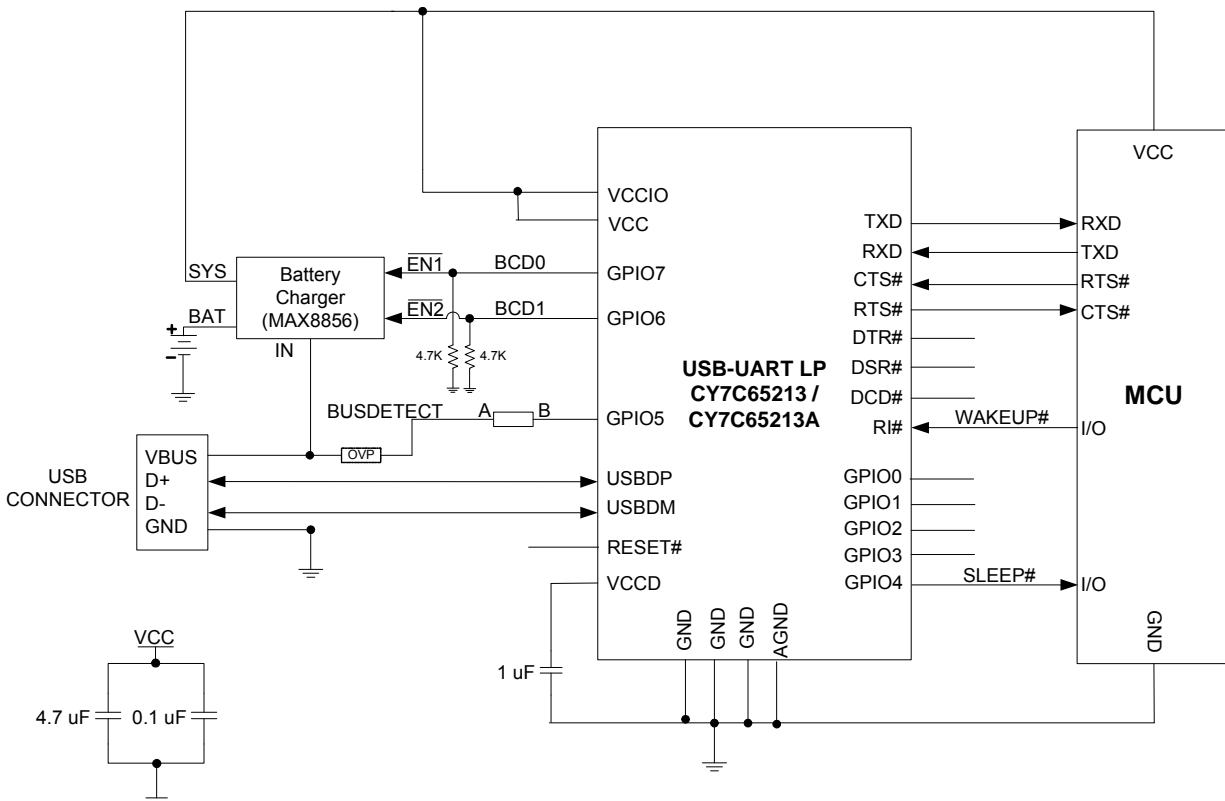 VCC
VCCIO
VCC
TXD
RXD
RXD
TXD
CTS#
RTS#
RTS#
CTS#
DTR#
DSR#
DCD#
RI#
WAKEUP#
I/O
GPIO0
GPIO1
GPIO2
GPIO3
GPIO4
SLEEP#
I/O
GND
MCU
USB-UART LP
CY7C65213 /
CY7C65213A
SYS
Battery
Charger
(MAX8856)
BAT
+
-
IN
EN1
BCD0
GPIO7
EN2
BCD1
GPIO6
4.7K
4.7K
BUSDETECT
A
B
GPIO5
OVP
USB
CONNECTOR
VBUS
D+
D-
GND
USBDP
USBDM
RESET#
VCCD
GND
GND
GND
AGND
1 uF
VCC
4.7 uF
0.1 uF